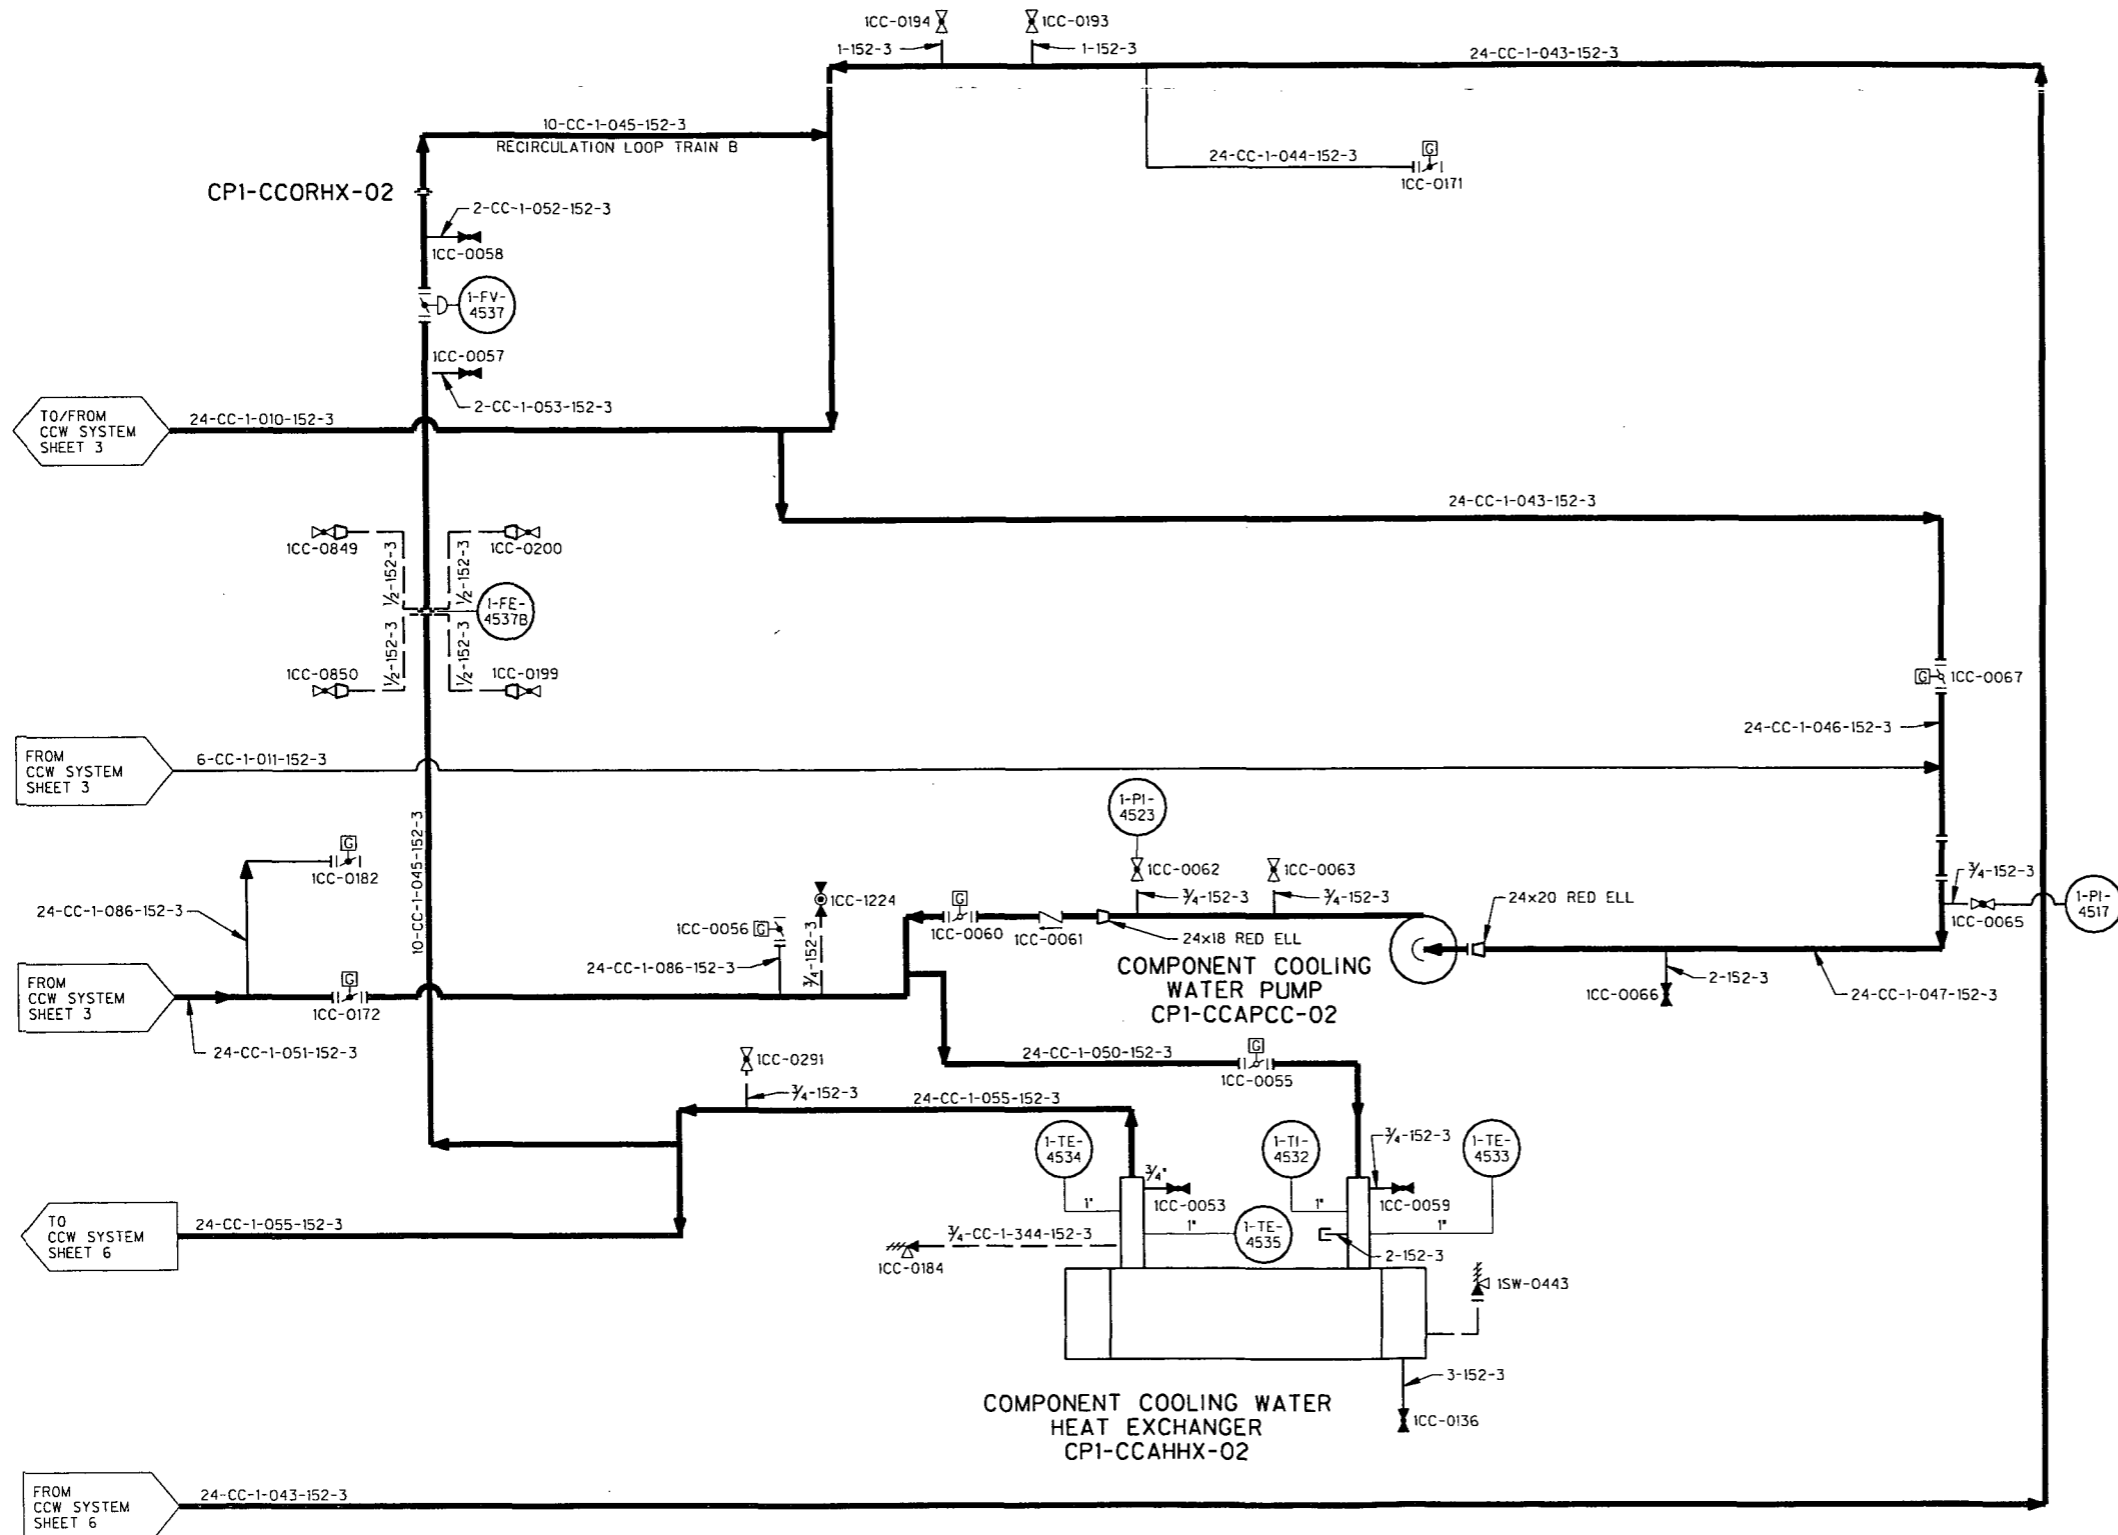 1CC-0194
1CC-0193
1-152-3
1-152-3
24-CC-1-043-152-3
10-CC-1-045-152-3
RECIRCULATION LOOP TRAIN B
24-CC-1-044-152-3
G
1CC-0171
CP1-CCORHX-02
2-CC-1-052-152-3
1CC-0058
1-FV-
4537
1CC-0057
2-CC-1-053-152-3
TO/FROM
CCW SYSTEM
SHEET 3
24-CC-1-010-152-3
24-CC-1-043-152-3
1CC-0849
1CC-0200
½-152-3
½-152-3
1-FE-
4537B
½-152-3
½-152-3
1CC-0850
1CC-0199
G
1CC-0067
24-CC-1-046-152-3
FROM
CCW SYSTEM
SHEET 3
6-CC-1-011-152-3
10-CC-1-045-152-3
1-PI-
4523
G
1CC-0182
1CC-0062
1CC-0063
¾-152-3
¾-152-3
¾-152-3
1CC-0065
1-PI-
4517
24-CC-1-086-152-3
1CC-1224
¾-152-3
G
1CC-0060
1CC-0061
24x18 RED ELL
24x20 RED ELL
1CC-0056
G
24-CC-1-086-152-3
COMPONENT COOLING
WATER PUMP
CP1-CCAPCC-02
2-152-3
1CC-0066
24-CC-1-047-152-3
FROM
CCW SYSTEM
SHEET 3
G
1CC-0172
24-CC-1-051-152-3
1CC-0291
¾-152-3
24-CC-1-050-152-3
G
1CC-0055
24-CC-1-055-152-3
1-TE-
4534
1-TI-
4532
¾-152-3
1-TE-
4533
¾"
1CC-0053
1CC-0059
1"
1"
1"
1"
1-TE-
4535
2-152-3
TO
CCW SYSTEM
SHEET 6
24-CC-1-055-152-3
¾-CC-1-344-152-3
1CC-0184
1SW-0443
3-152-3
1CC-0136
COMPONENT COOLING WATER
HEAT EXCHANGER
CP1-CCAHHX-02
FROM
CCW SYSTEM
SHEET 6
24-CC-1-043-152-3